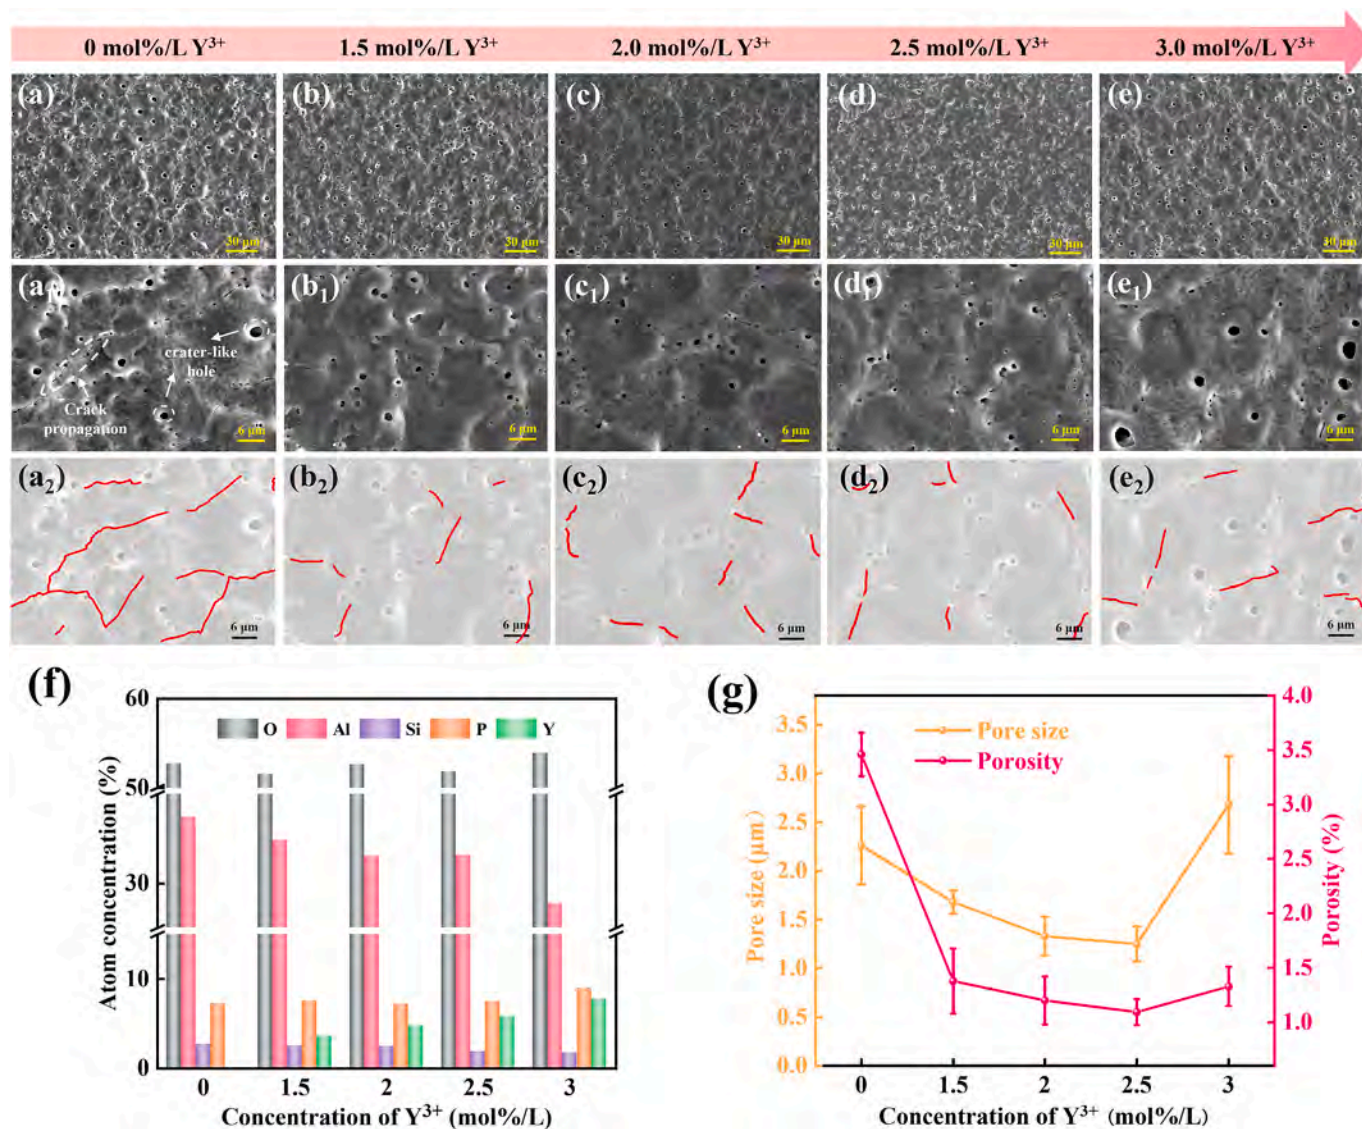 0 mol%/L Y³⁺ 1.5 mol%/L Y³⁺ 2.0 mol%/L Y³⁺ 2.5 mol%/L Y³⁺ 3.0 mol%/L Y³⁺
(a) (b) (c) (d) (e)
30 μm 30 μm 30 μm 30 μm
(a₁) (b₁) (c₁) (d₁) (e₁)
crater-like
hole
Crack
propagation
6 μm 6 μm 6 μm 6 μm 6 μm
(a₂) (b₂) (c₂) (d₂) (e₂)
6 μm 6 μm 6 μm 6 μm 6 μm
(f)
O Al Si P Y
Atom concentration (%)
60
50
30
10
0
0 1.5 2 2.5 3
Concentration of Y³⁺ (mol%/L)
(g)
Pore size
Porosity
Pore size (μm)
3.5
3.0
2.5
2.0
1.5
1.0
0.5
0.0
Porosity (%)
4.0
3.5
3.0
2.5
2.0
1.5
1.0
0 1.5 2 2.5 3
Concentration of Y³⁺ (mol%/L)